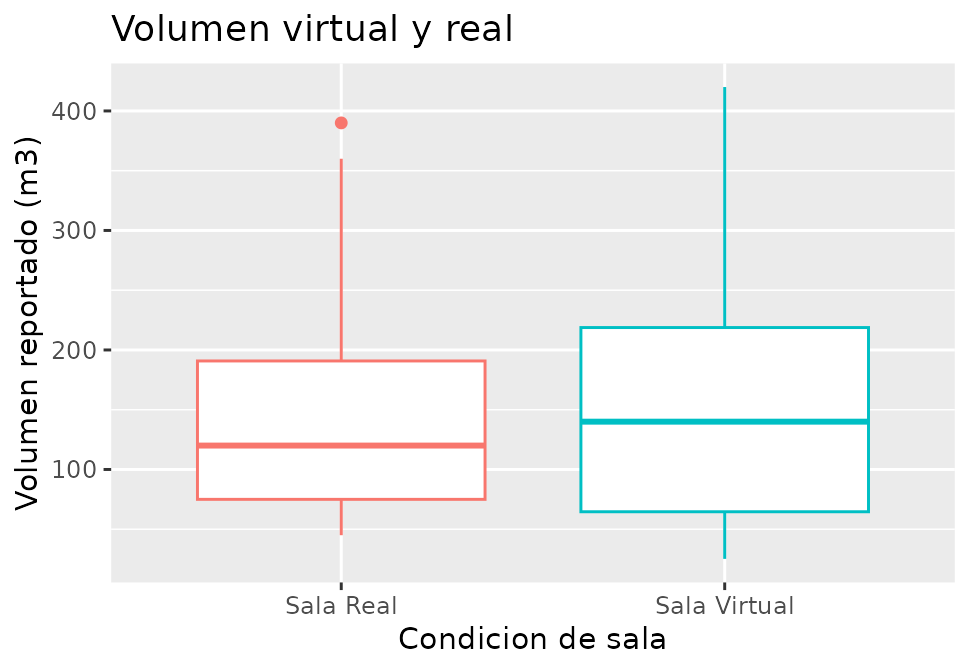 Volumen virtual y real
Volumen reportado (m3)
400
300
200
100
Sala Real
Sala Virtual
Condicion de sala